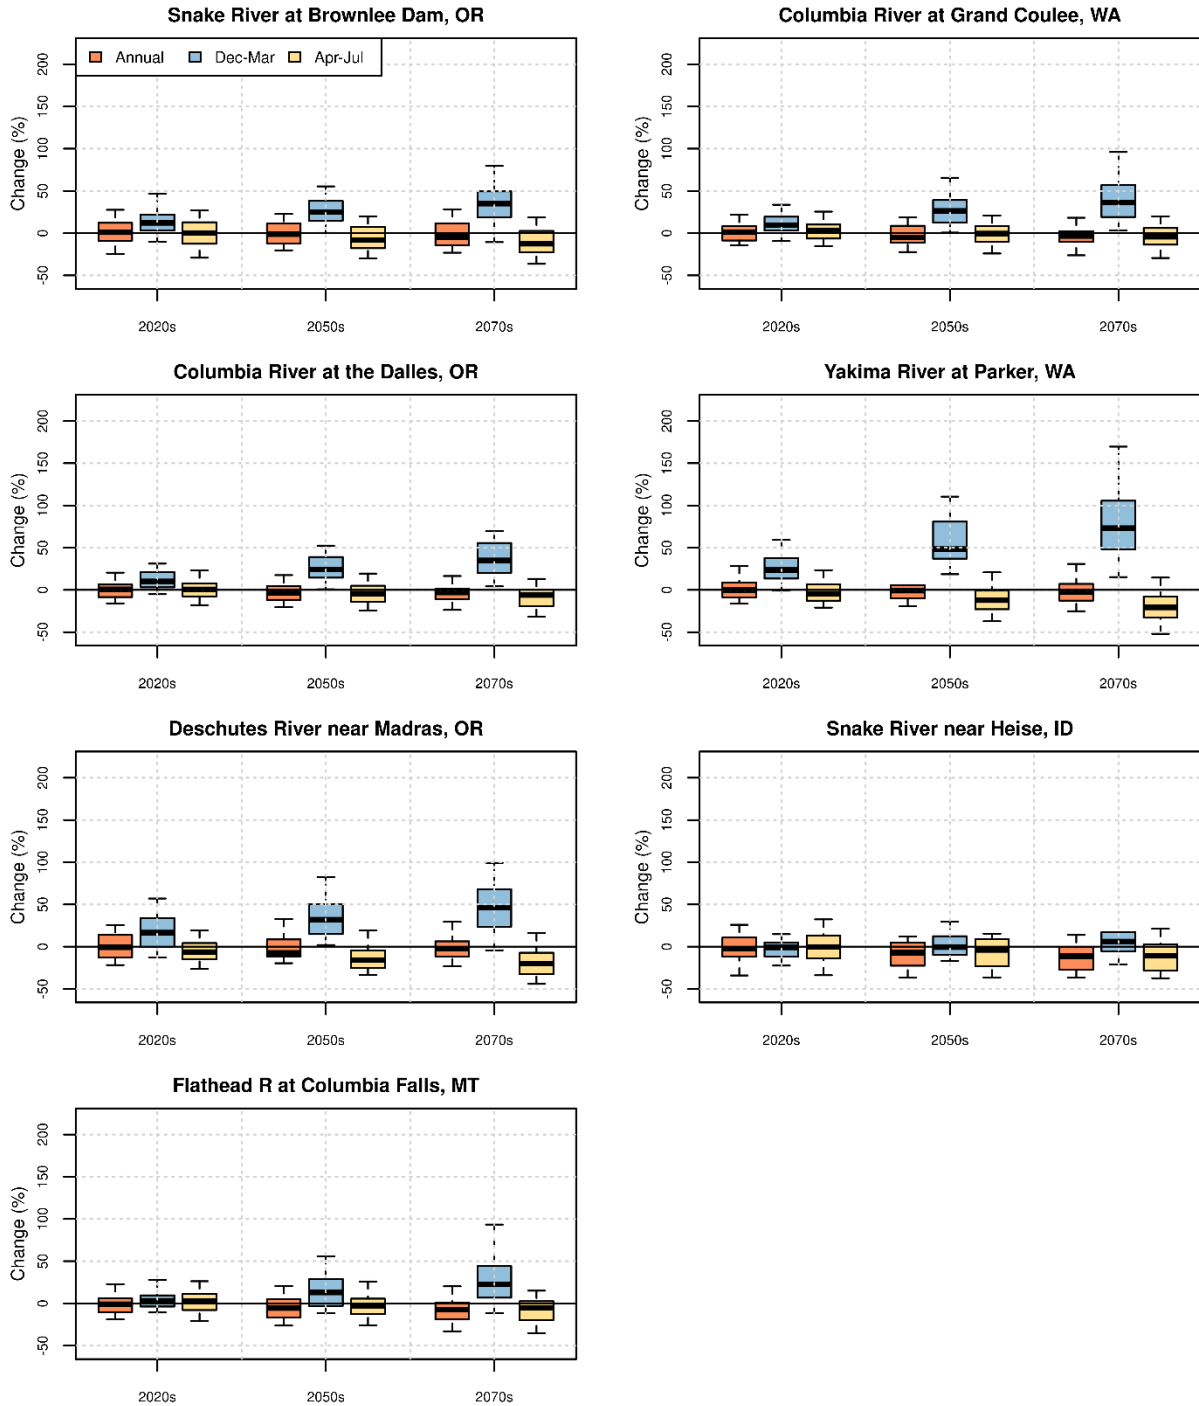 Snake River at Brownlee Dam, OR
Annual Dec-Mar Apr-Jul
Change (%)
200
150
100
50
0
-50
2020s 2050s 2070s
Columbia River at Grand Coulee, WA
Change (%)
200
150
100
50
0
-50
2020s 2050s 2070s
Columbia River at the Dalles, OR
Change (%)
200
150
100
50
0
-50
2020s 2050s 2070s
Yakima River at Parker, WA
Change (%)
200
150
100
50
0
-50
2020s 2050s 2070s
Deschutes River near Madras, OR
Change (%)
200
150
100
50
0
-50
2020s 2050s 2070s
Snake River near Heise, ID
Change (%)
200
150
100
50
0
-50
2020s 2050s 2070s
Flathead R at Columbia Falls, MT
Change (%)
200
150
100
50
0
-50
2020s 2050s 2070s